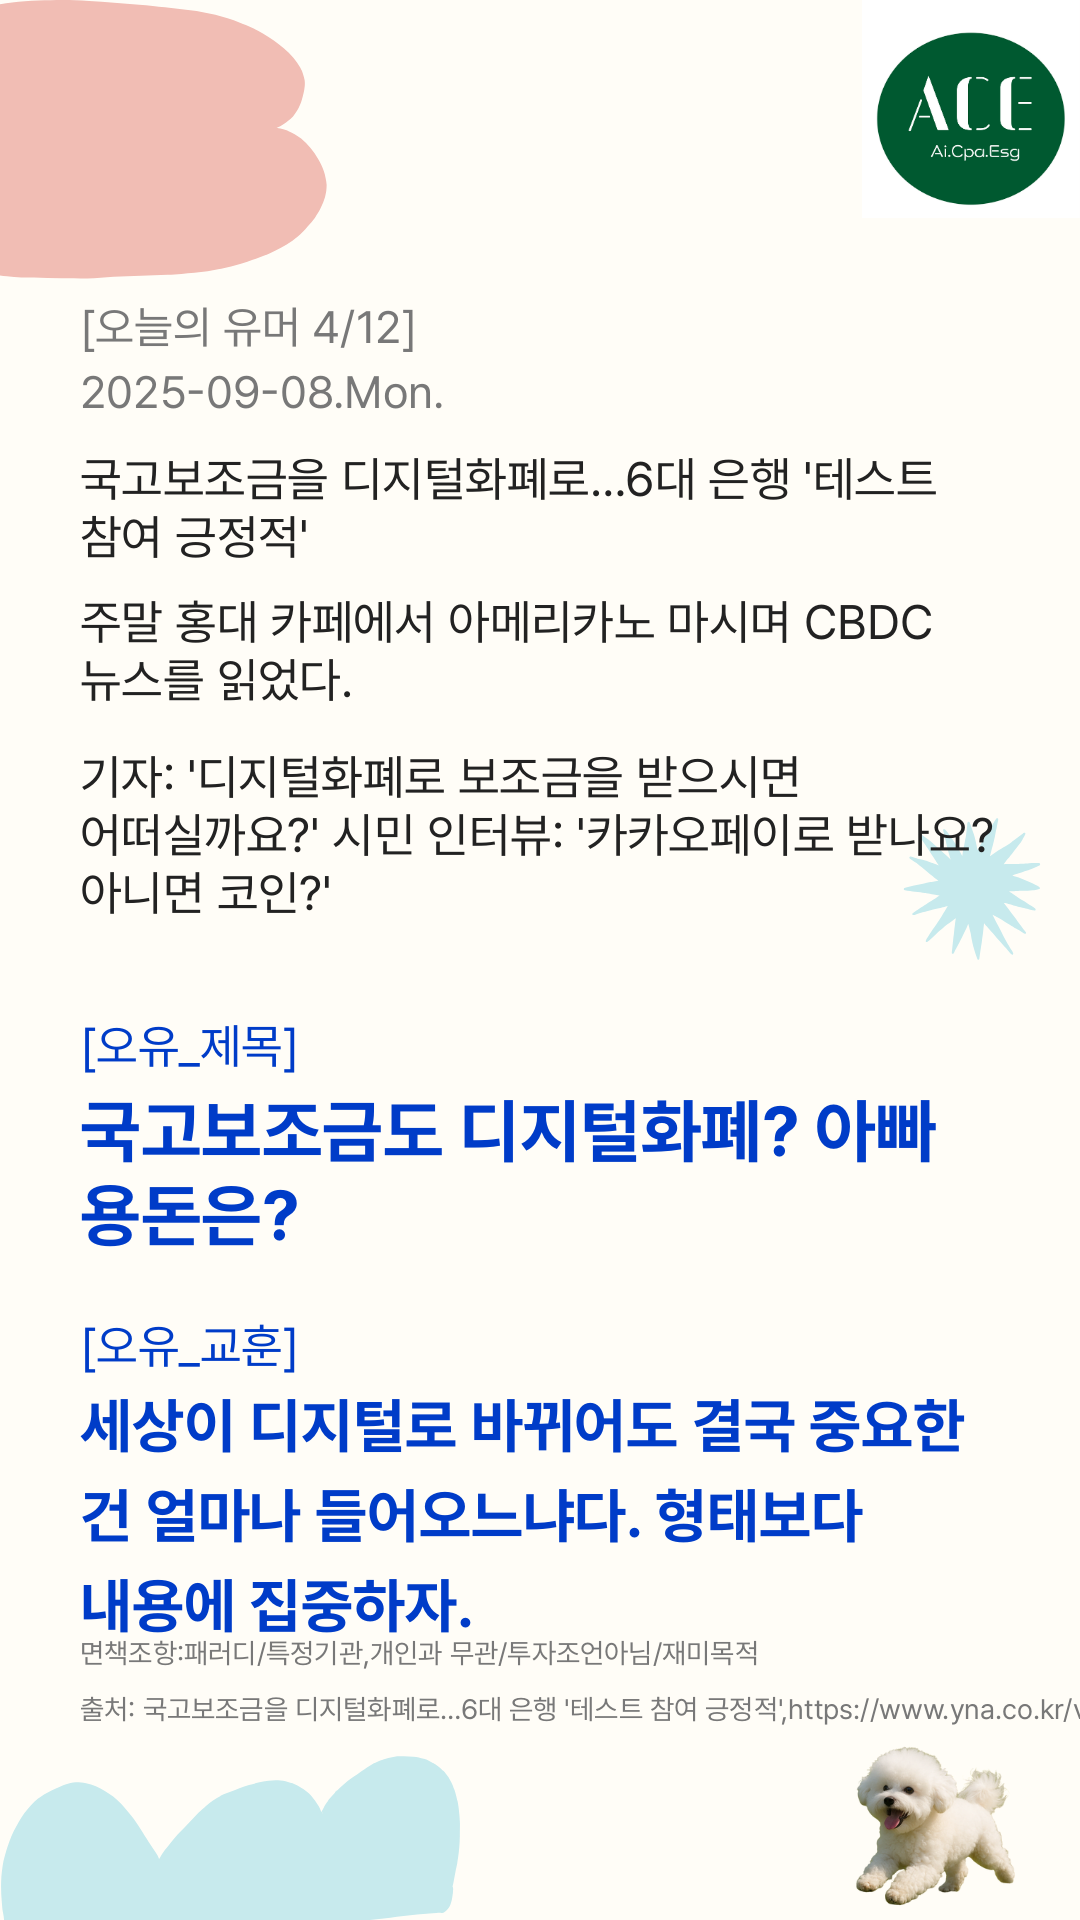 ACE
Ai.Cpa.Esg
[오늘의 유머 4/12]
2025-09-08.Mon.
국고보조금을 디지털화폐로...6대 은행 '테스트
참여 긍정적'
주말 홍대 카페에서 아메리카노 마시며 CBDC
뉴스를 읽었다.
기자: '디지털화폐로 보조금을 받으시면
어떠실까요?' 시민 인터뷰: '카카오페이로 받나요?
아니면 코인?'
[오유_제목]
국고보조금도 디지털화폐? 아빠
용돈은?
[오유_교훈]
세상이 디지털로 바뀌어도 결국 중요한
건 얼마나 들어오느냐다. 형태보다
내용에 집중하자.
면책조항:패러디/특정기관,개인과 무관/투자조언아님/재미목적
출처: 국고보조금을 디지털화폐로...6대 은행 '테스트 참여 긍정적',https://www.yna.co.kr/v